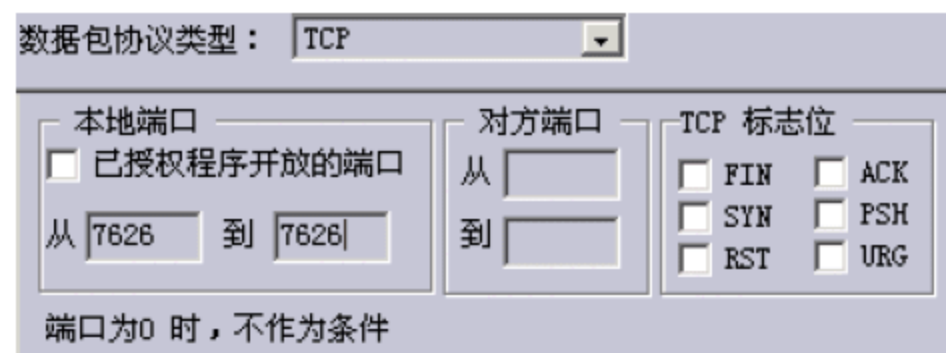 数据包协议类型： TCP
本地端口 对方端口 TCP 标志位
已授权程序开放的端口 从 FIN ACK
从 7626 到 7626 到 SYN PSH
RST URG
端口为0 时，不作为条件